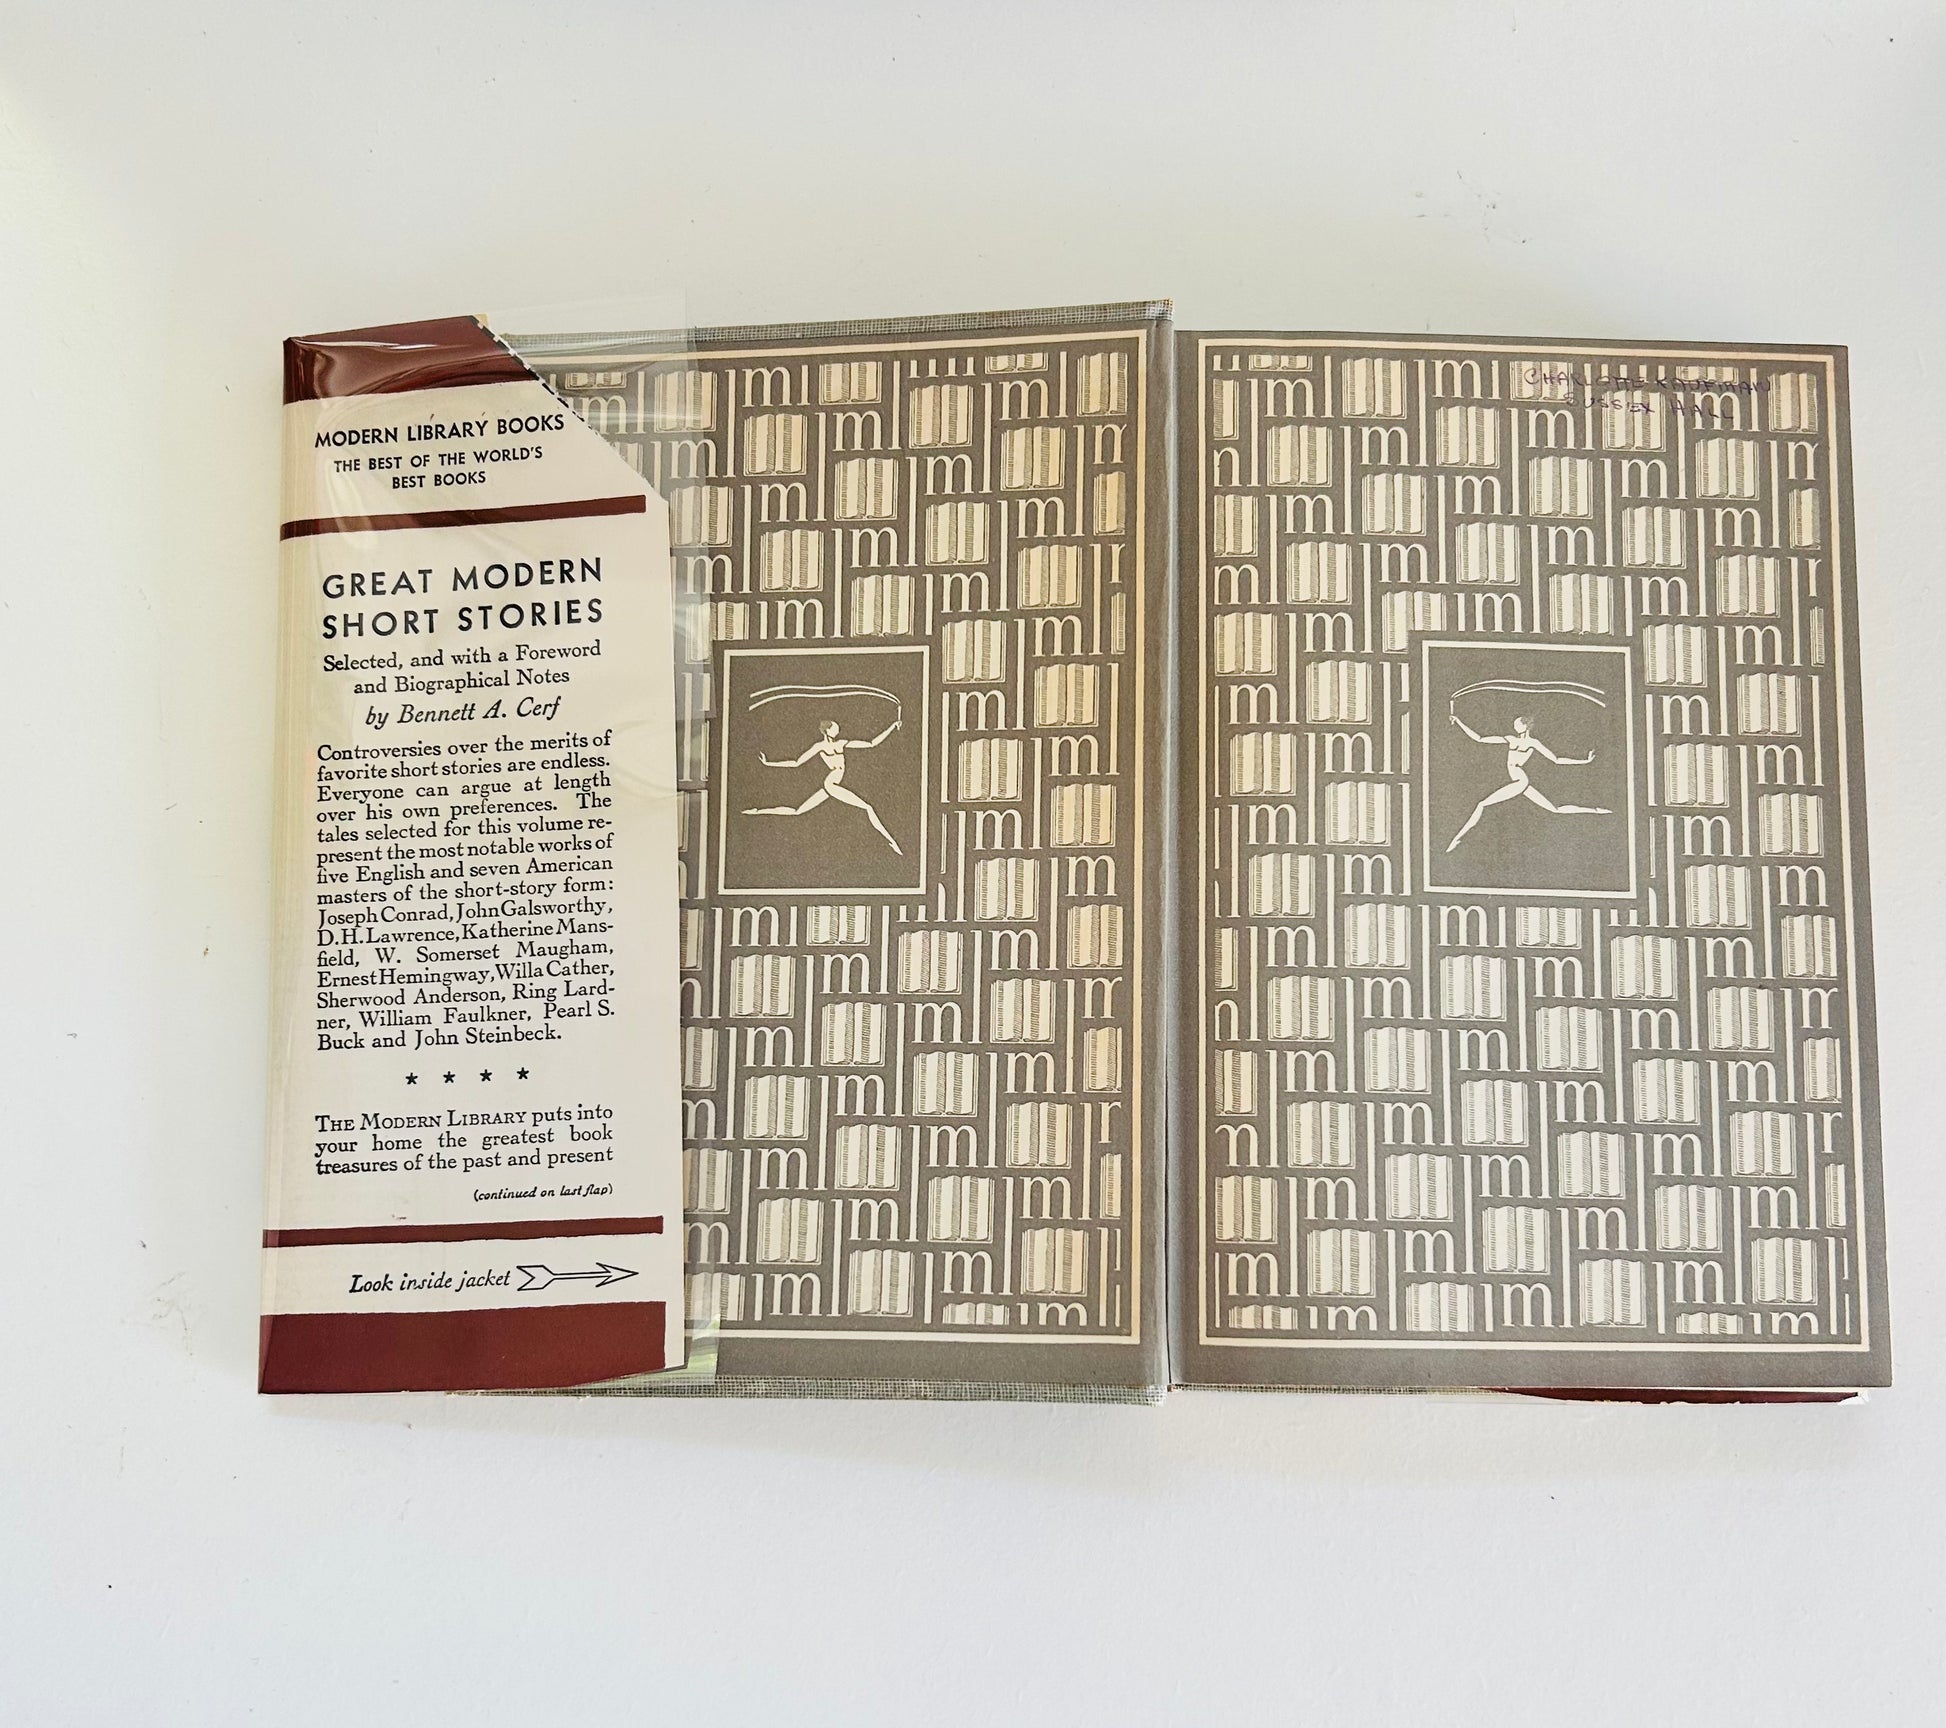 MODERN LIBRARY BOOKS
THE BEST OF THE WORLD'S
BEST BOOKS
GREAT MODERN
SHORT STORIES
Selected, and with a Foreword
and Biographical Notes
by Bennett A. Cerf
Controversies over the merits of
favorite short stories are endless.
Everyone can argue at length
over his own preferences. The
tales selected for this volume re-
present the most notable works of
five English and seven American
masters of the short-story form:
Joseph Conrad, John Galsworthy,
D. H. Lawrence, Katherine Mans-
field, W. Somerset Maugham,
Ernest Hemingway, Willa Cather,
Sherwood Anderson, Ring Lard-
ner, William Faulkner, Pearl S.
Buck and John Steinbeck.
* * * *
THE MODERN LIBRARY puts into
your home the greatest book
treasures of the past and present
(continued on last flap)
Look inside jacket
CHARLOTTE KAUFMAN
SUSSEX HALL